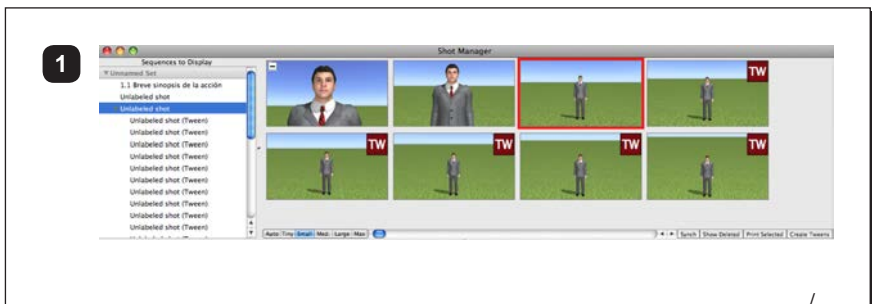 1
Shot Manager
Sequences to Display
Unnamed Set
1.1 Breve sinopsis de la acción
Unlabeled shot
Unlabeled shot
Unlabeled shot (Tween)
Unlabeled shot (Tween)
Unlabeled shot (Tween)
Unlabeled shot (Tween)
Unlabeled shot (Tween)
Unlabeled shot (Tween)
Unlabeled shot (Tween)
Unlabeled shot (Tween)
Unlabeled shot (Tween)
Unlabeled shot (Tween)
TW
TW TW TW TW
Auto Tiny Small Med. Large Max Synch Show Deleted Print Selected Create Tweens
/